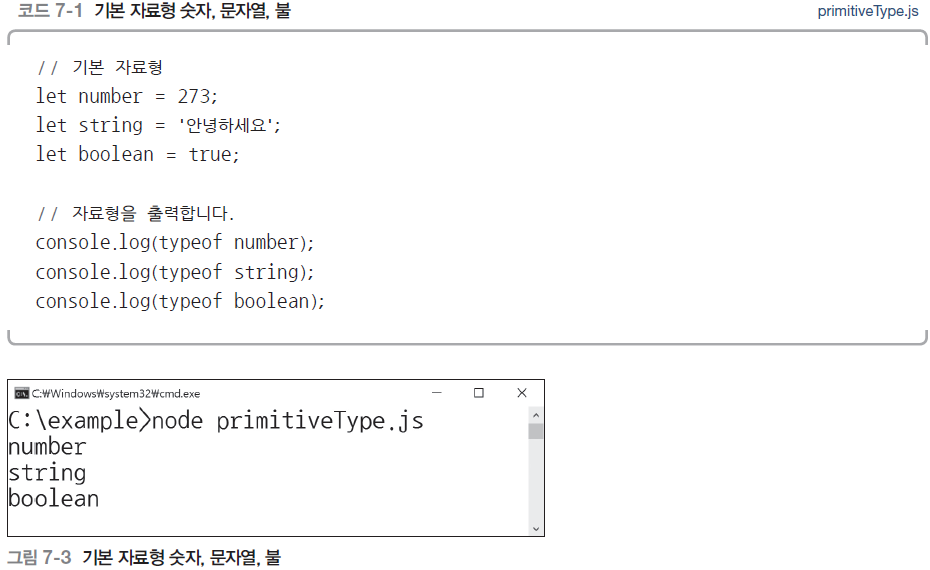 코드 7-1 기본 자료형 숫자, 문자열, 불 primitiveType.js
// 기본 자료형
let number = 273;
let string = '안녕하세요';
let boolean = true;
// 자료형을 출력합니다.
console.log(typeof number);
console.log(typeof string);
console.log(typeof boolean);
C:₩Windows₩system32₩cmd.exe
C:\example>node primitiveType.js
number
string
boolean
그림 7-3 기본 자료형 숫자, 문자열, 불